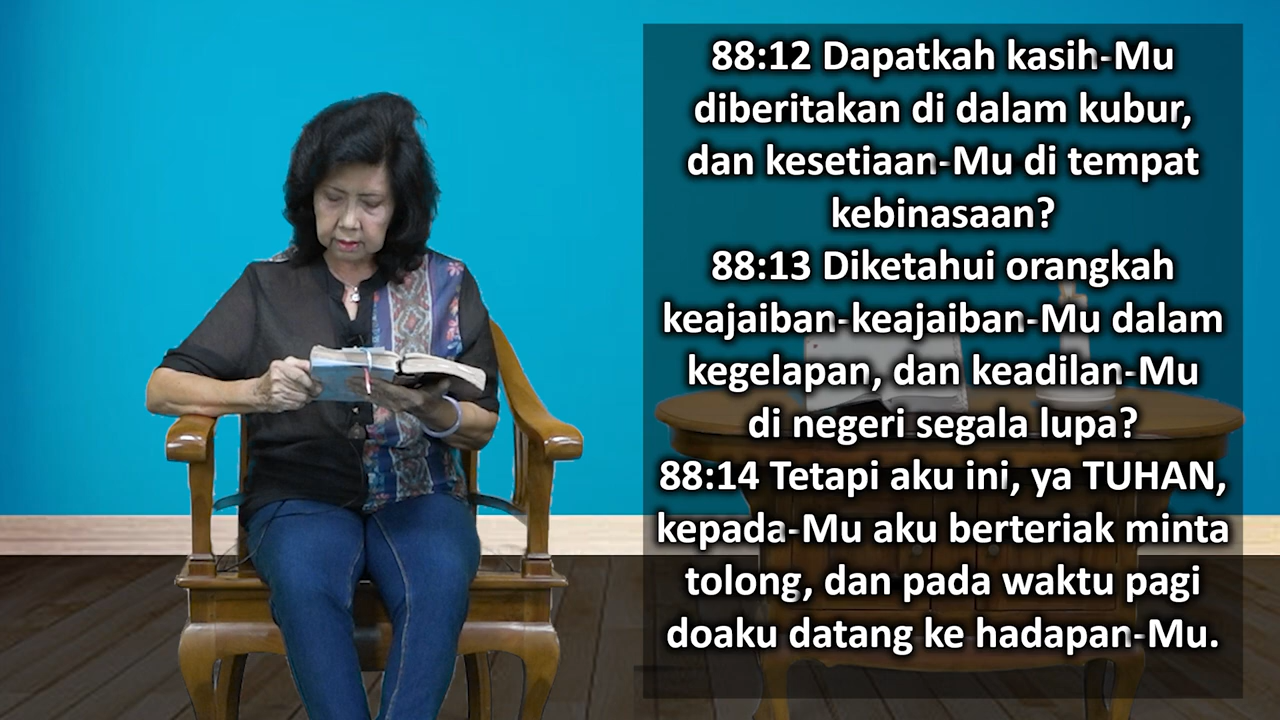 88:12 Dapatkah kasih-Mu
diberitakan di dalam kubur,
dan kesetiaan-Mu di tempat
kebinasaan?
88:13 Diketahui orangkah
keajaiban-keajaiban-Mu dalam
kegelapan, dan keadilan-Mu
di negeri segala lupa?
88:14 Tetapi aku ini, ya TUHAN,
kepada-Mu aku berteriak minta
tolong, dan pada waktu pagi
doaku datang ke hadapan-Mu.